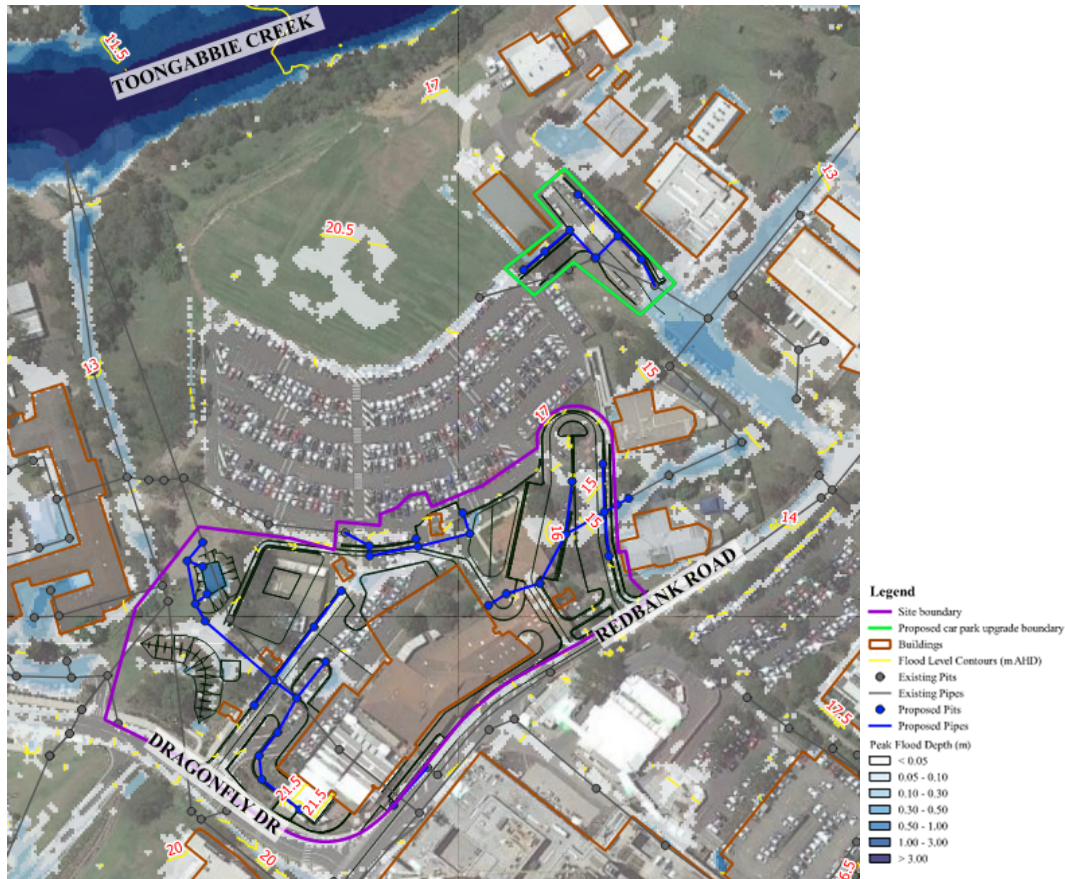 11.5
TOONGABBIE CREEK
17
13
20.5
13
15
17
15
15
16
14
REDBANK ROAD
DRAGONFLY DR
21.5
21.5
20
20
17.5
6.5
Legend
Site boundary
Proposed car park upgrade boundary
Buildings
Flood Level Contours (mAHD)
Existing Pits
Existing Pipes
Proposed Pits
Proposed Pipes
Peak Flood Depth (m)
< 0.05
0.05 - 0.10
0.10 - 0.30
0.30 - 0.50
0.50 - 1.00
1.00 - 3.00
> 3.00